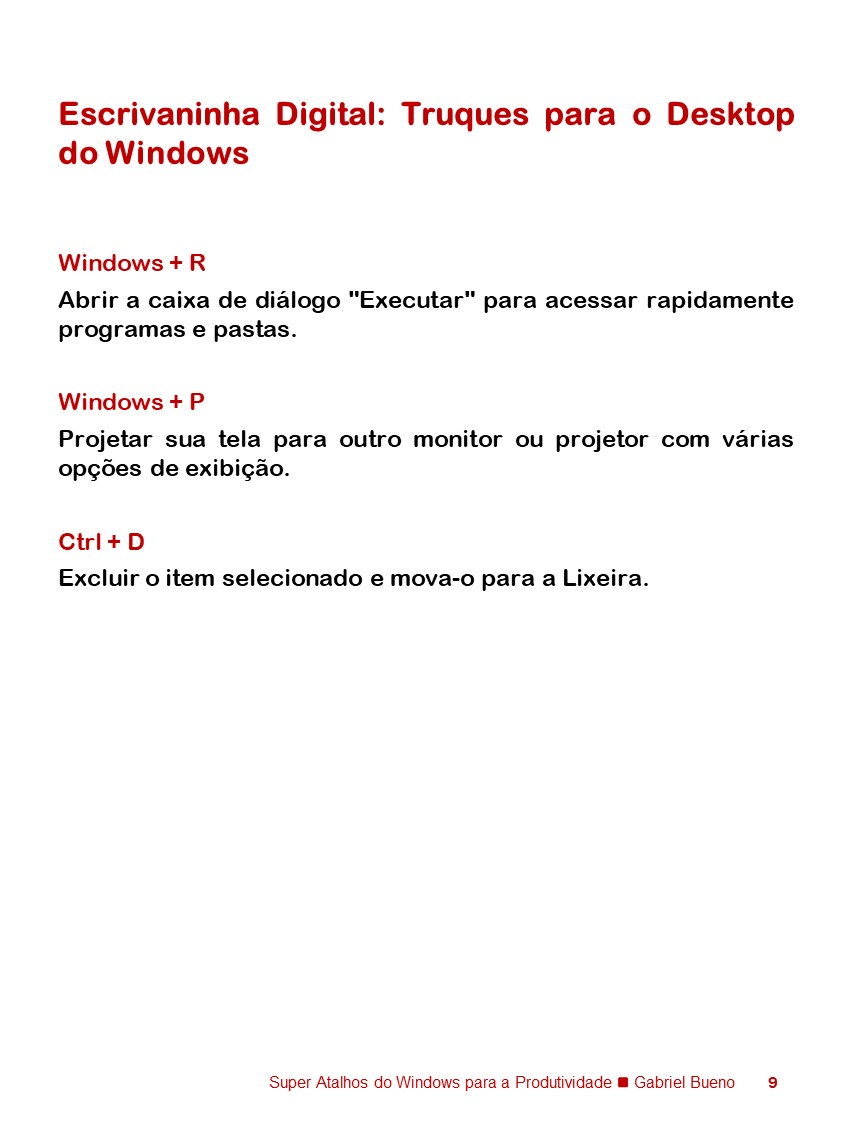 Escrivaninha Digital: Truques para o Desktop
do Windows
Windows + R
Abrir a caixa de diálogo "Executar" para acessar rapidamente
programas e pastas.
Windows + P
Projetar sua tela para outro monitor ou projetor com várias
opções de exibição.
Ctrl + D
Excluir o item selecionado e mova-o para a Lixeira.
Super Atalhos do Windows para a Produtividade ■ Gabriel Bueno 9